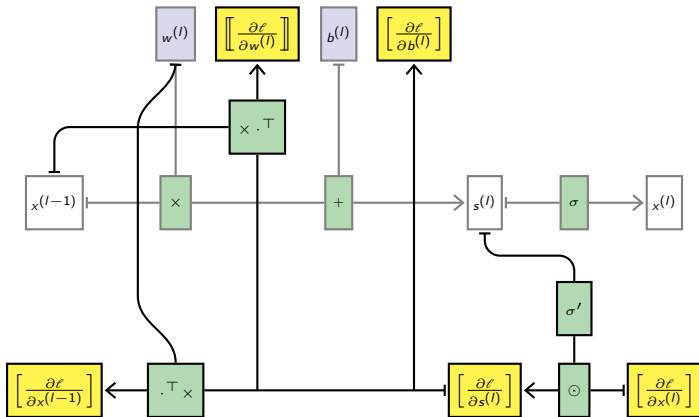 w^{(l)} [[∂ℓ/∂w^{(l)}]] b^{(l)} [∂ℓ/∂b^{(l)}]
× ·^⊤
x^{(l−1)} × + s^{(l)} σ x^{(l)}
σ′
[∂ℓ/∂x^{(l−1)}] ·^⊤ × [∂ℓ/∂s^{(l)}] ⊙ [∂ℓ/∂x^{(l)}]